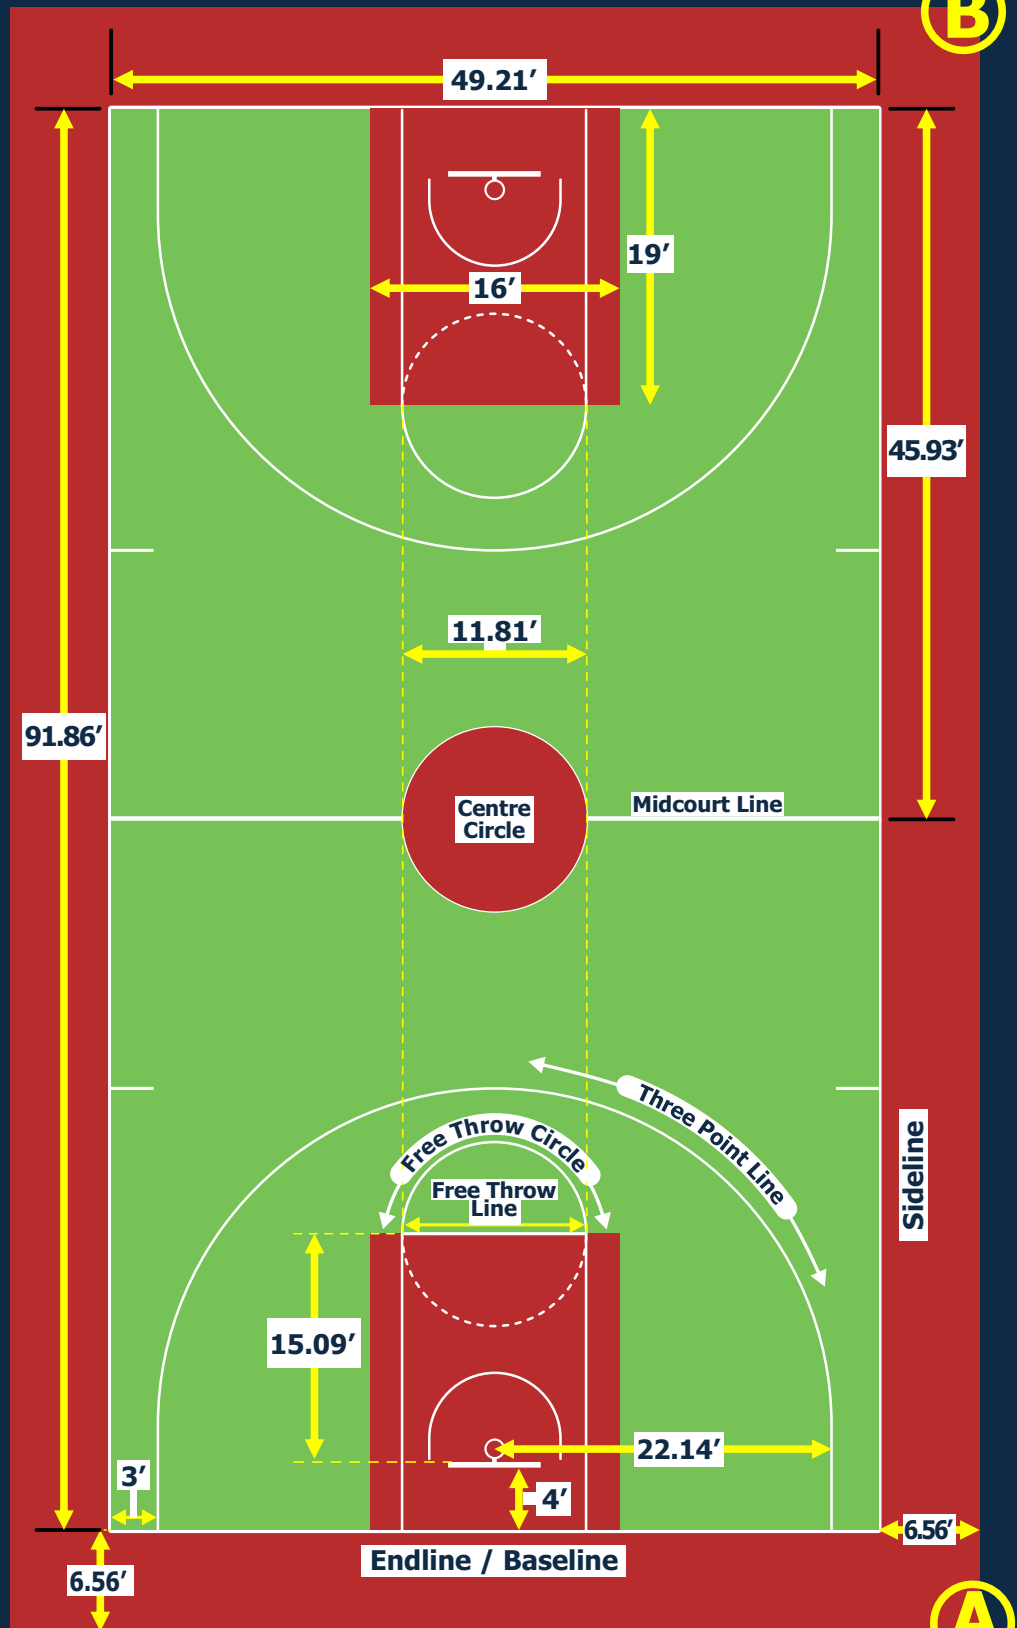 B
49.21’
19’
16’
45.93’
11.81’
91.86’
Midcourt Line
Centre
Circle
Three Point Line
Free Throw Circle
Free Throw
Line
Sideline
15.09’
22.14’
3’
4’
6.56’
Endline / Baseline
6.56’
A